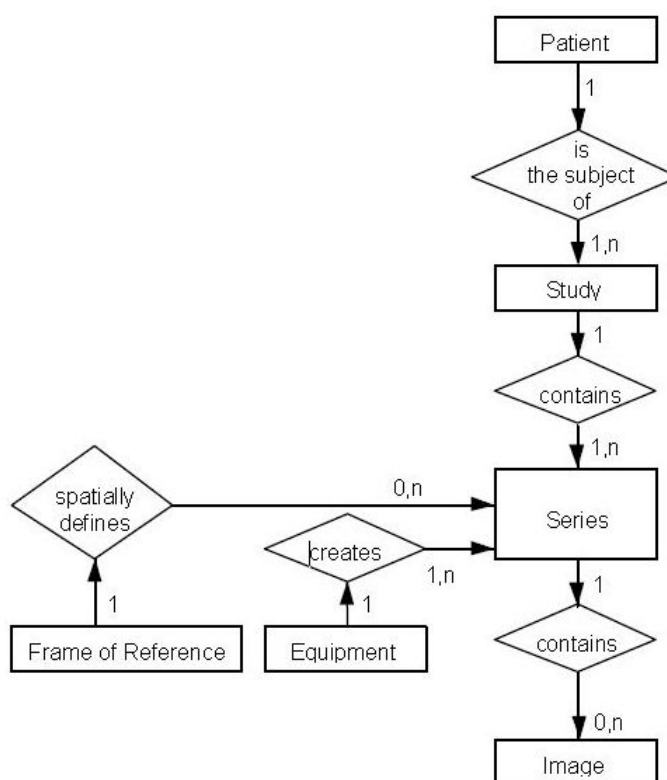 Patient
1
is
the subject
of
1,n
Study
1
contains
1,n
spatially
defines
0,n
Series
creates
1,n
1
1
1
contains
Frame of Reference
Equipment
0,n
Image